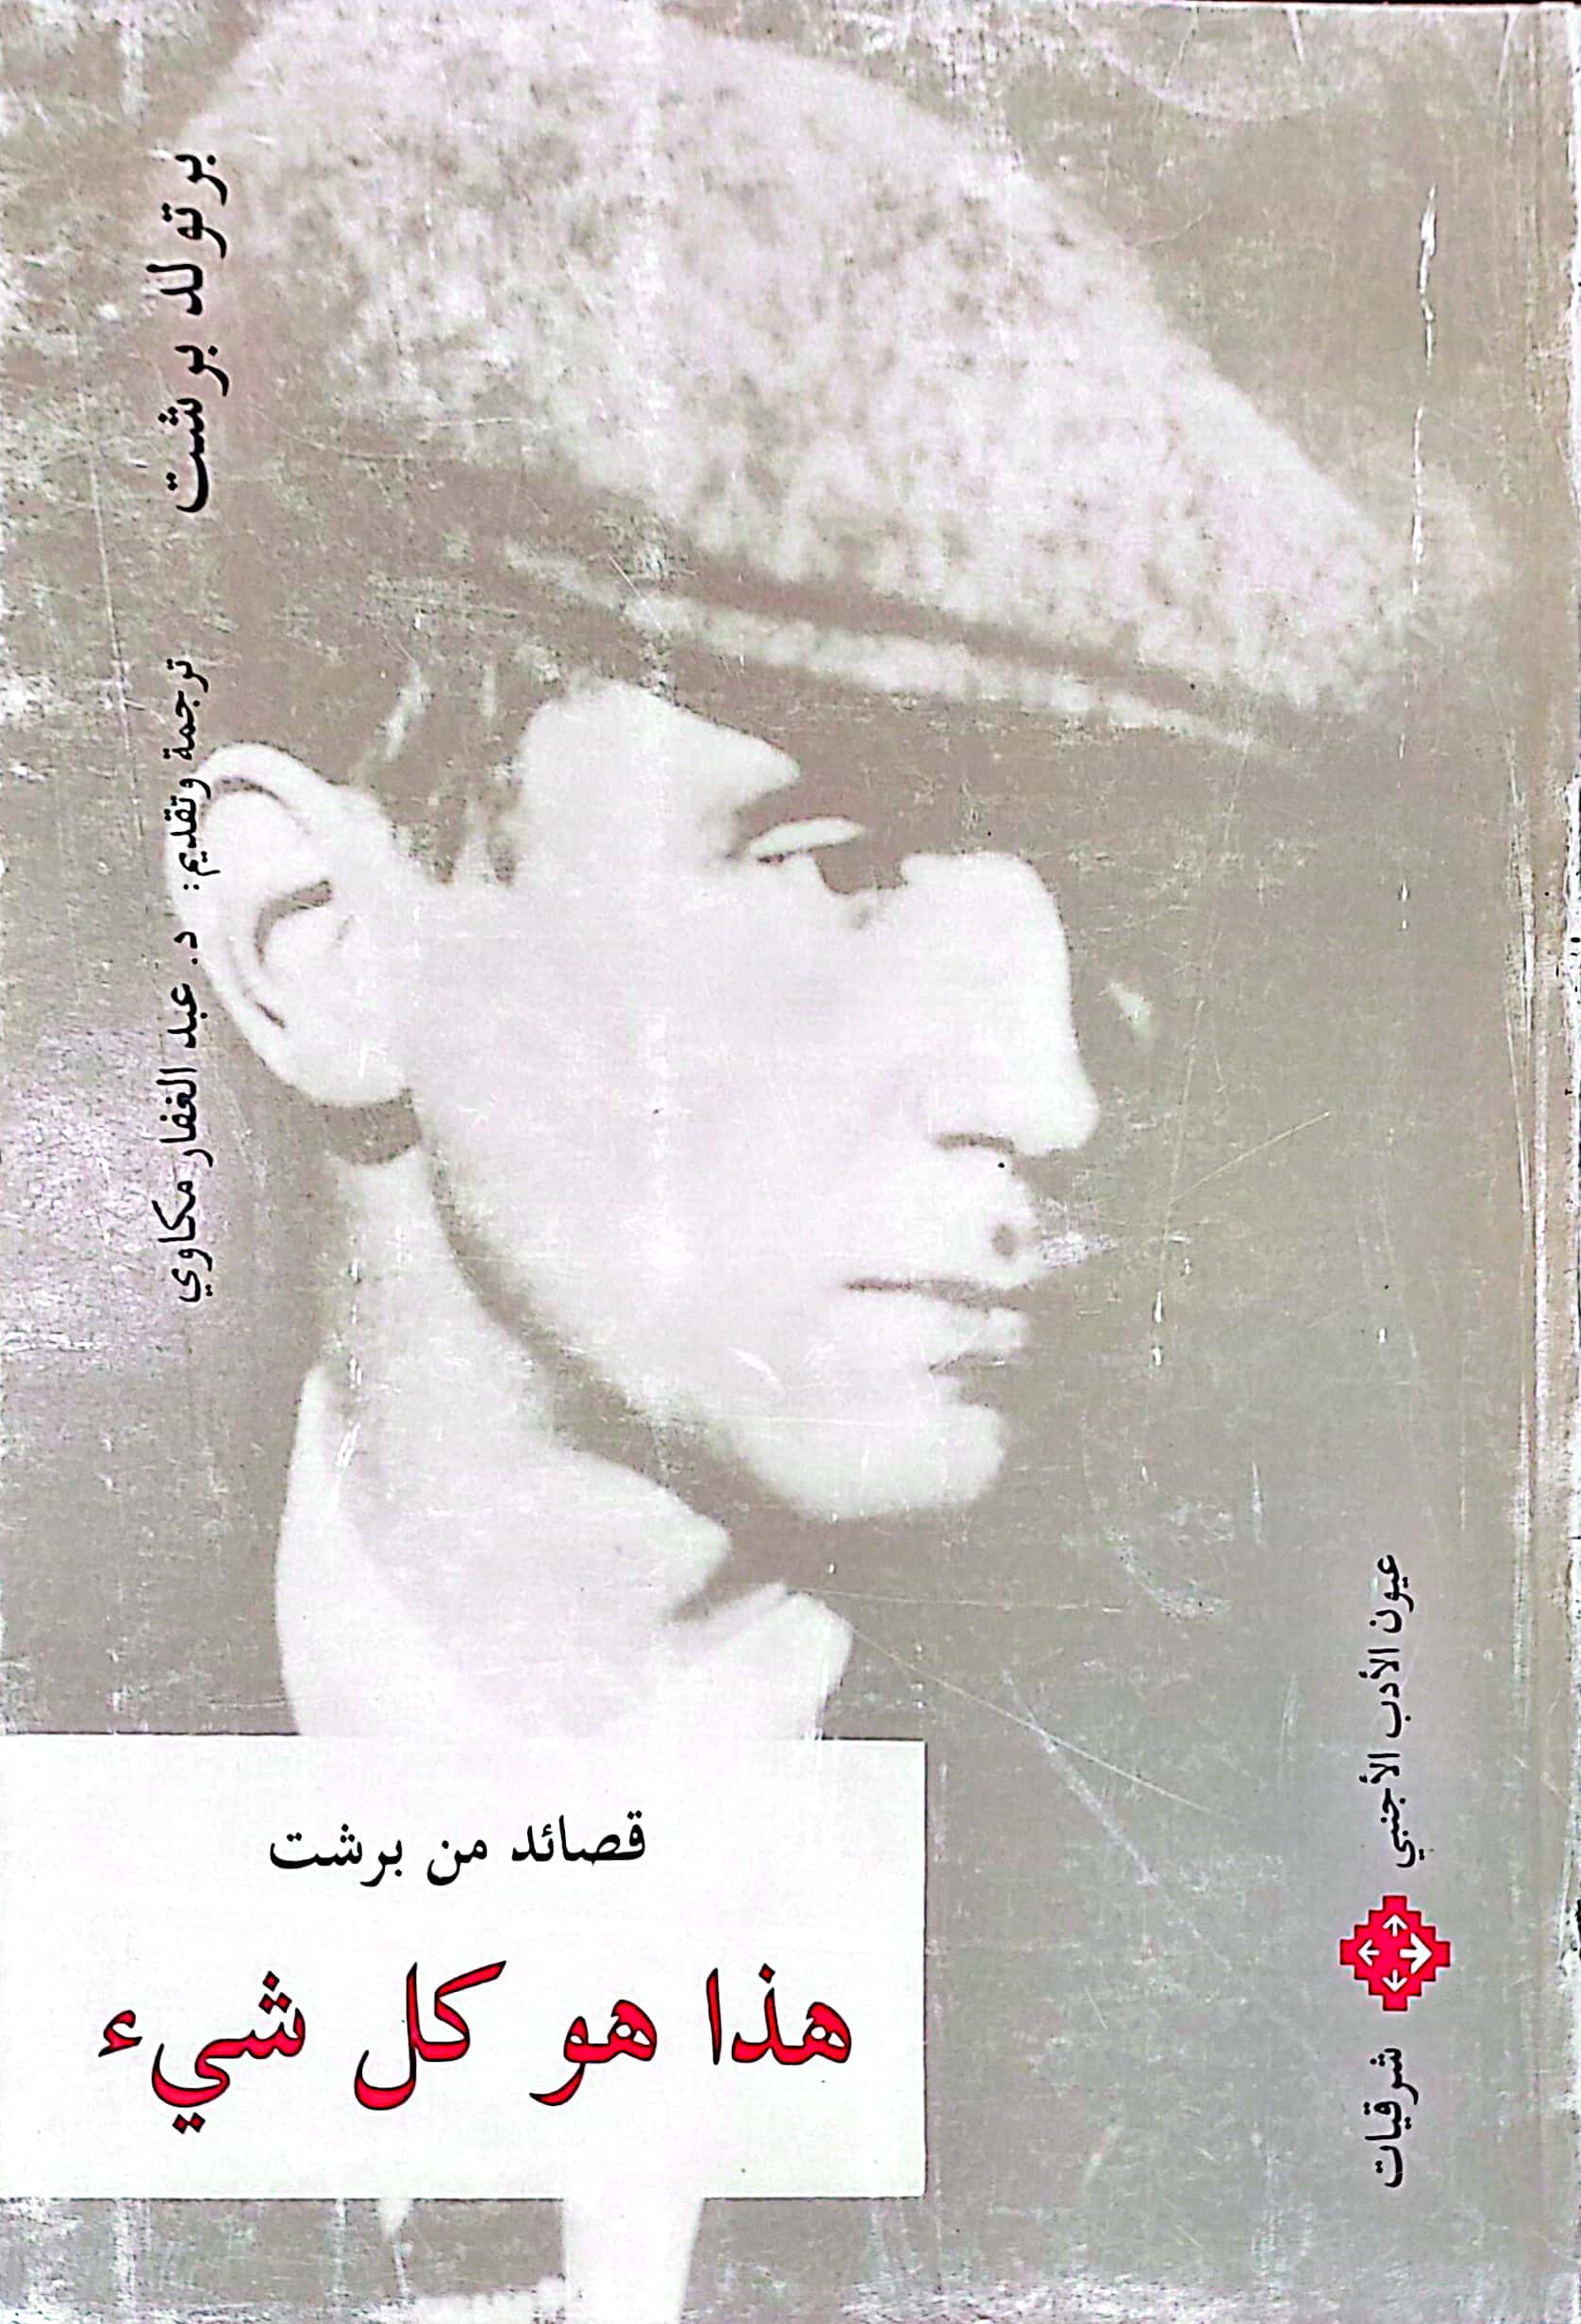 برتولد برشت
ترجمة وتقديم: د. عبد الغفار مكاوي
قصائد من برشت
هذا هو كل شيء
عيون الأدب الأجنبي
شرقيات